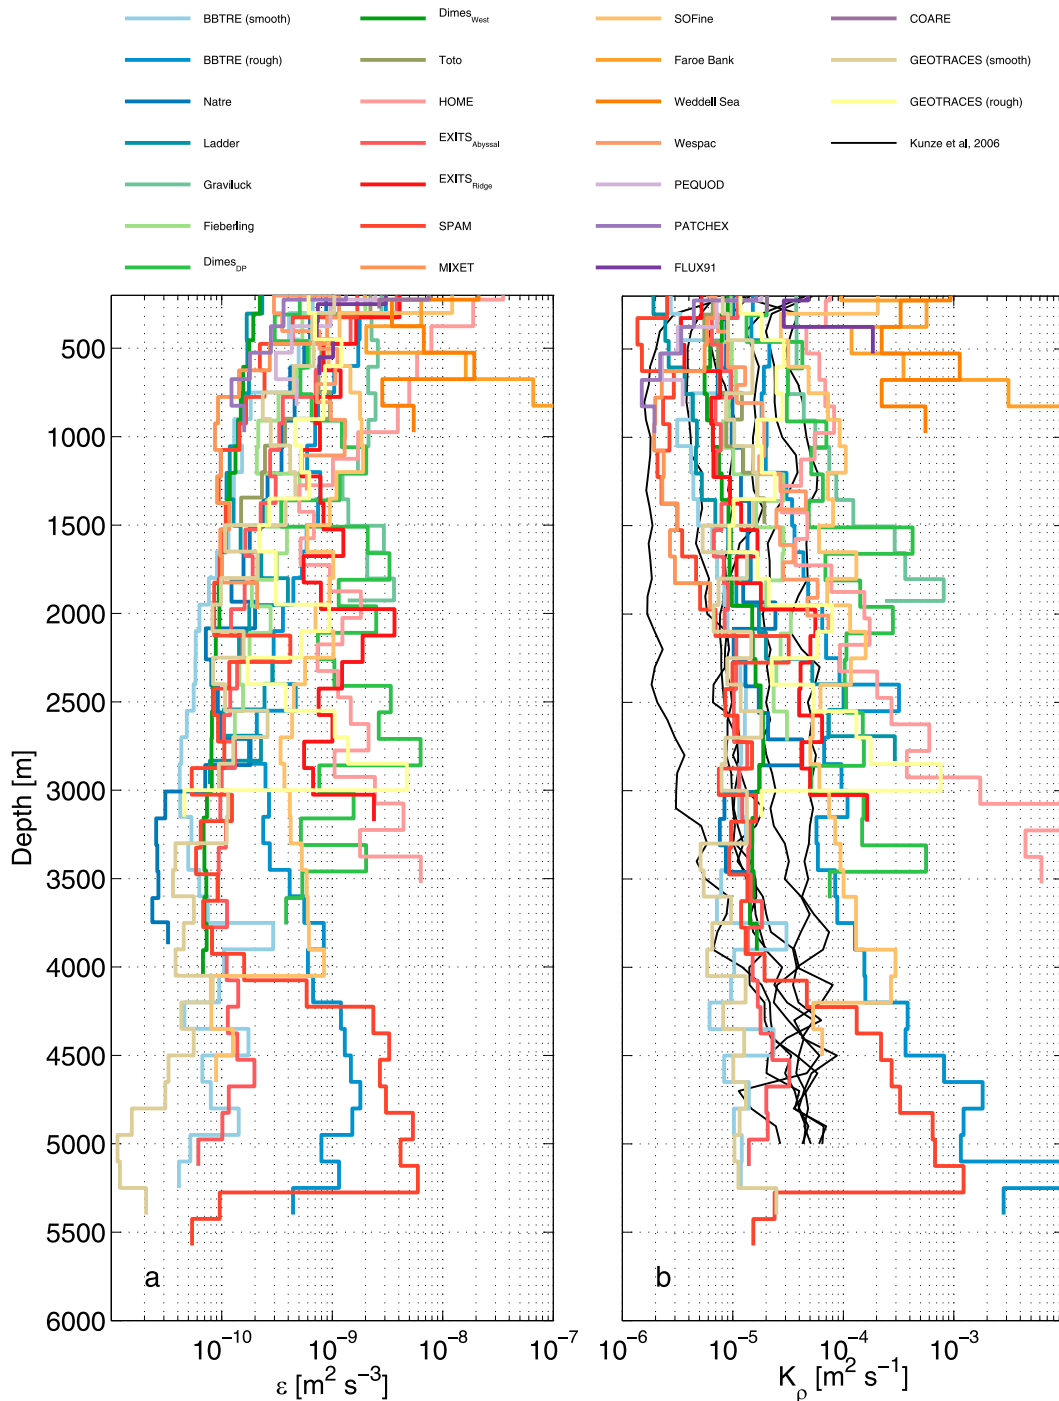 BBTRE (smooth)
BBTRE (rough)
Natre
Ladder
Graviluck
Fieberling
Dimes_DP
Dimes_West
Toto
HOME
EXITS_Abyssal
EXITS_Ridge
SPAM
MIXET
SOFine
Faroe Bank
Weddell Sea
Wespac
PEQUOD
PATCHEX
FLUX91
COARE
GEOTRACES (smooth)
GEOTRACES (rough)
Kunze et al, 2006
Depth [m]
500
1000
1500
2000
2500
3000
3500
4000
4500
5000
5500
6000
a
10^-10 10^-9 10^-8 10^-7
ε [m^2 s^-3]
b
10^-6 10^-5 10^-4 10^-3
K_ρ [m^2 s^-1]